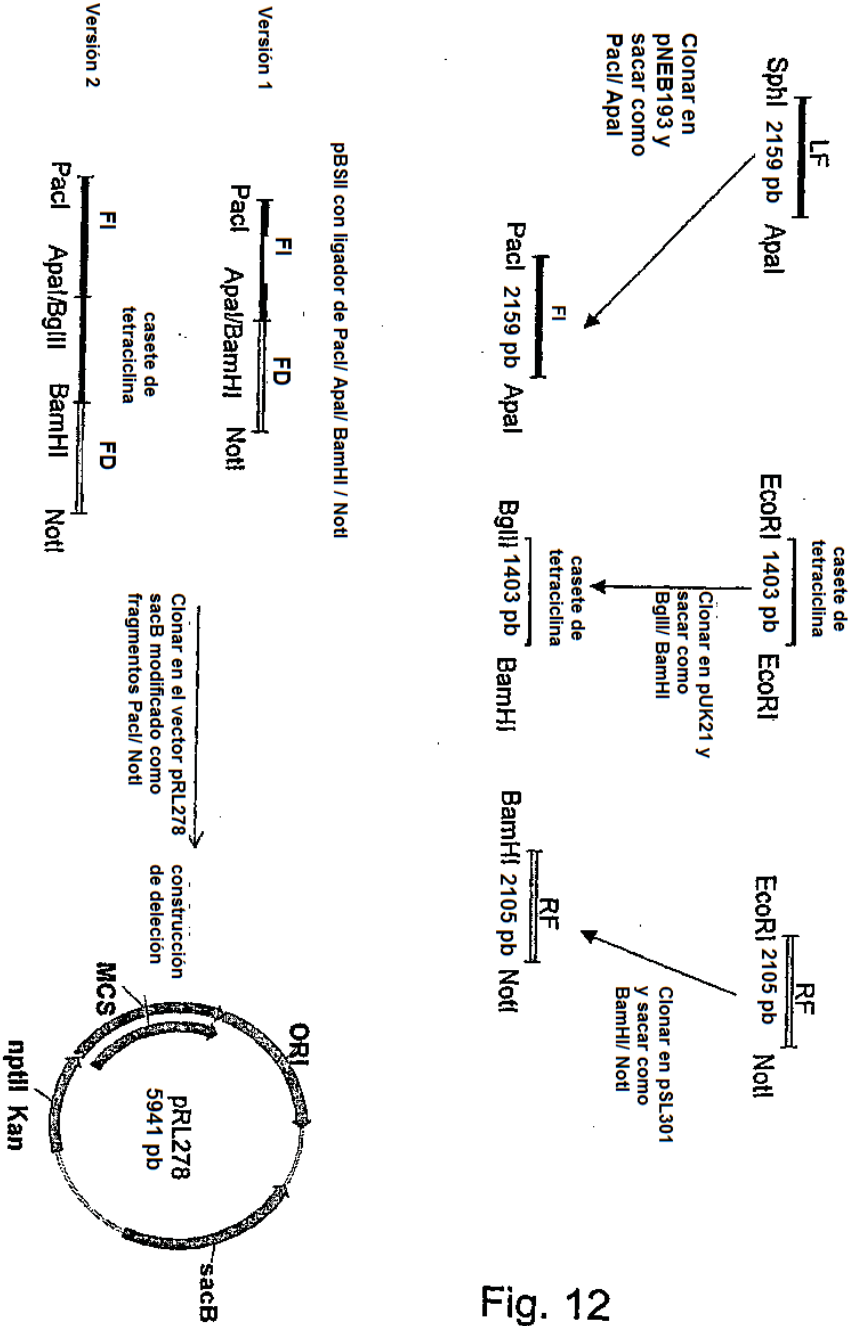 LF
SphI 2159 pb ApaI
Clonar en
pNEB193 y
sacar como
PacI/ ApaI
FI
PacI 2159 pb ApaI
casete de
tetraciclina
EcoRI 1403 pb EcoRI
Clonar en pUK21 y
sacar como
BglII/ BamHI
casete de
tetraciclina
BglII 1403 pb BamHI
RF
EcoRI 2105 pb NotI
Clonar en pSL301
y sacar como
BamHI/ NotI
RF
BamHI 2105 pb NotI
pBSII con ligador de PacI/ ApaI/ BamHI / NotI
Versión 1
FI FD
PacI ApaI/BamHI NotI
Versión 2
casete de
tetraciclina
FI FD
PacI ApaI/BglII BamHI NotI
Clonar en el vector pRL278
sacB modificado como
fragmentos PacI/ NotI
construcción
de deleción
MCS
ORI
pRL278
5941 pb
nptII Kan
sacB
Fig. 12